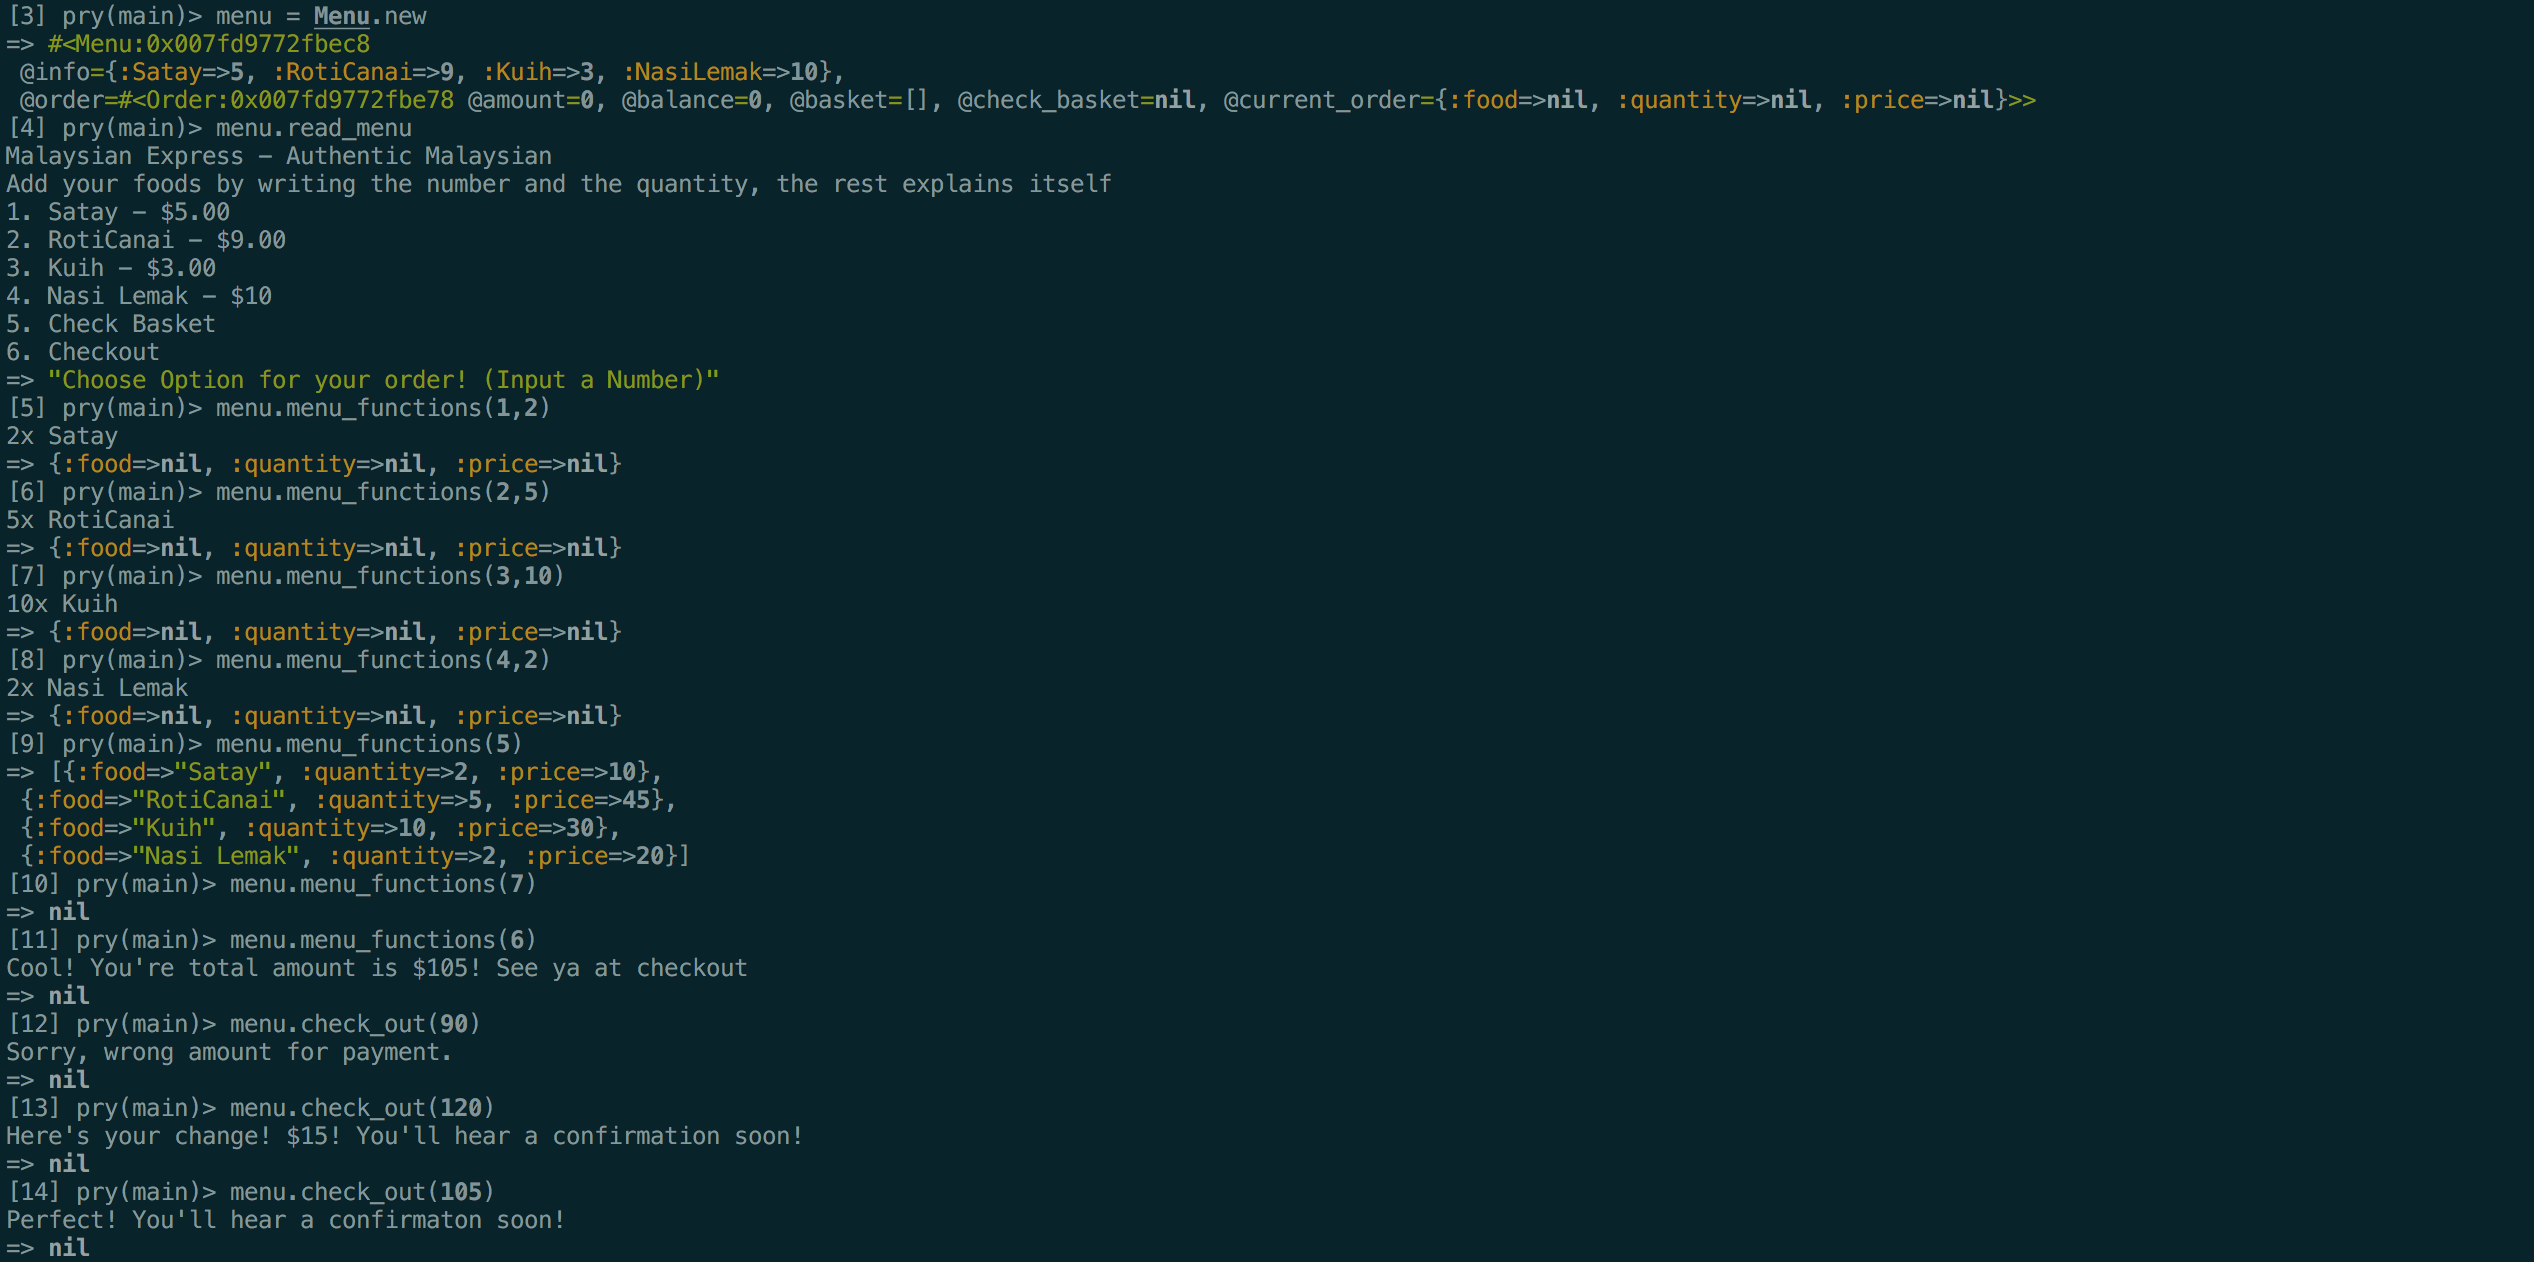 [3] pry(main)> menu = Menu.new
=> #<Menu:0x007fd9772fbec8
 @info={:Satay=>5, :RotiCanai=>9, :Kuih=>3, :NasiLemak=>10},
 @order=#<Order:0x007fd9772fbe78 @amount=0, @balance=0, @basket=[], @check_basket=nil, @current_order={:food=>nil, :quantity=>nil, :price=>nil}>>
[4] pry(main)> menu.read_menu
Malaysian Express – Authentic Malaysian
Add your foods by writing the number and the quantity, the rest explains itself
1. Satay – $5.00
2. RotiCanai – $9.00
3. Kuih – $3.00
4. Nasi Lemak – $10
5. Check Basket
6. Checkout
=> "Choose Option for your order! (Input a Number)"
[5] pry(main)> menu.menu_functions(1,2)
2x Satay
=> {:food=>nil, :quantity=>nil, :price=>nil}
[6] pry(main)> menu.menu_functions(2,5)
5x RotiCanai
=> {:food=>nil, :quantity=>nil, :price=>nil}
[7] pry(main)> menu.menu_functions(3,10)
10x Kuih
=> {:food=>nil, :quantity=>nil, :price=>nil}
[8] pry(main)> menu.menu_functions(4,2)
2x Nasi Lemak
=> {:food=>nil, :quantity=>nil, :price=>nil}
[9] pry(main)> menu.menu_functions(5)
=> [{:food=>"Satay", :quantity=>2, :price=>10},
 {:food=>"RotiCanai", :quantity=>5, :price=>45},
 {:food=>"Kuih", :quantity=>10, :price=>30},
 {:food=>"Nasi Lemak", :quantity=>2, :price=>20}]
[10] pry(main)> menu.menu_functions(7)
=> nil
[11] pry(main)> menu.menu_functions(6)
Cool! You're total amount is $105! See ya at checkout
=> nil
[12] pry(main)> menu.check_out(90)
Sorry, wrong amount for payment.
=> nil
[13] pry(main)> menu.check_out(120)
Here's your change! $15! You'll hear a confirmation soon!
=> nil
[14] pry(main)> menu.check_out(105)
Perfect! You'll hear a confirmaton soon!
=> nil